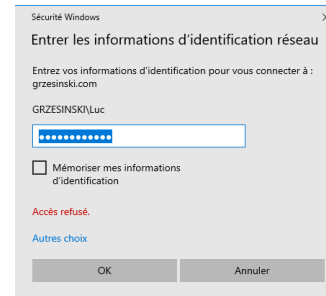 Sécurité Windows
Entrer les informations d'identification réseau
Entrez vos informations d'identification pour vous connecter à :
grzesinski.com
GRZESINSKI\Luc
●●●●●●●●●●●●
Mémoriser mes informations
d'identification
Accès refusé.
Autres choix
OK
Annuler